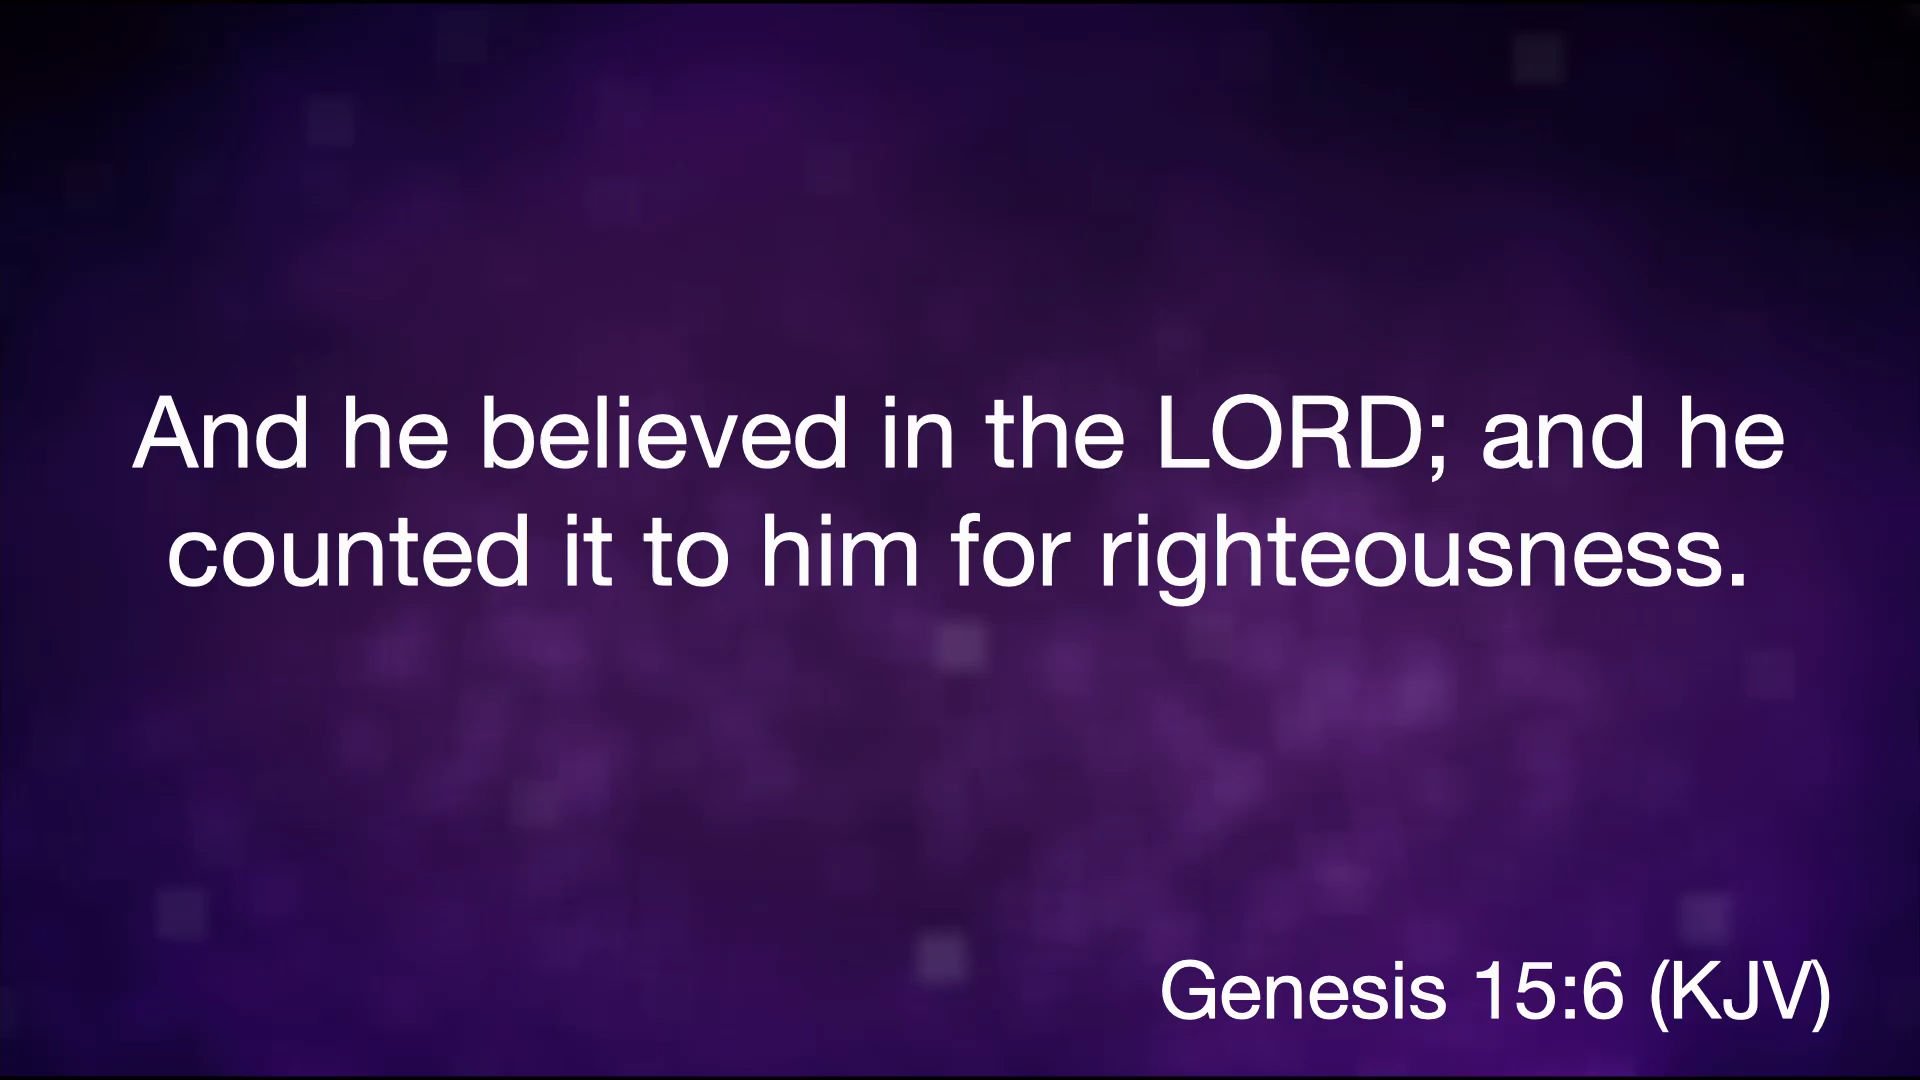 And he believed in the LORD; and he
counted it to him for righteousness.
Genesis 15:6 (KJV)